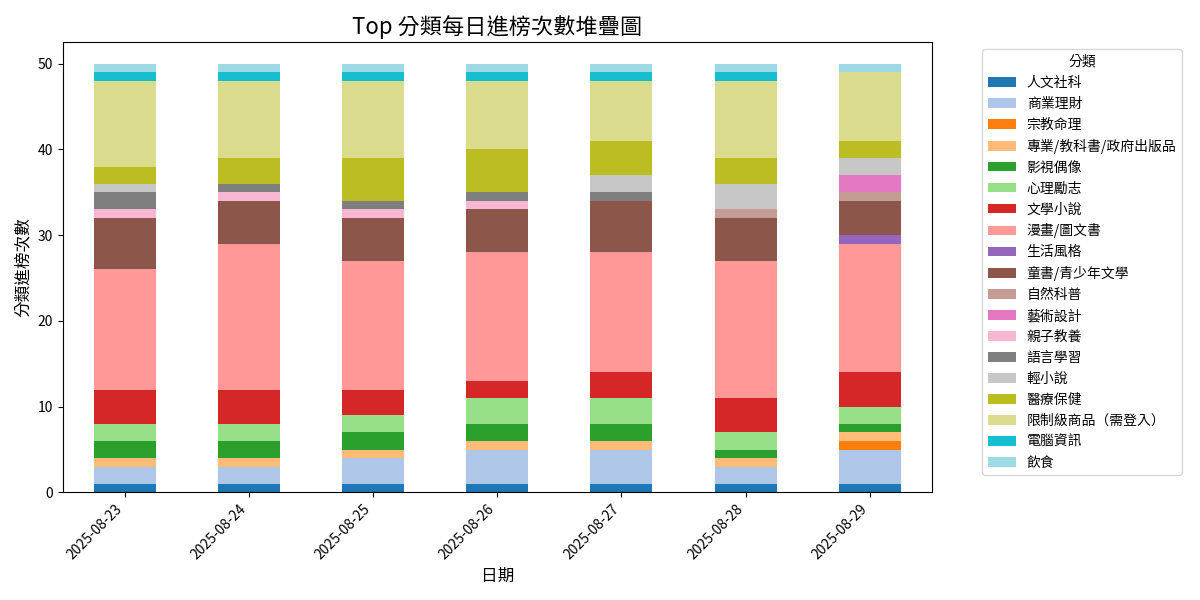 Top 分類每日進榜次數堆疊圖
分類進榜次數
50
40
30
20
10
0
2025-08-23
2025-08-24
2025-08-25
2025-08-26
2025-08-27
2025-08-28
2025-08-29
日期
分類
人文社科
商業理財
宗教命理
專業/教科書/政府出版品
影視偶像
心理勵志
文學小說
漫畫/圖文書
生活風格
童書/青少年文學
自然科普
藝術設計
親子教養
語言學習
輕小說
醫療保健
限制級商品（需登入）
電腦資訊
飲食